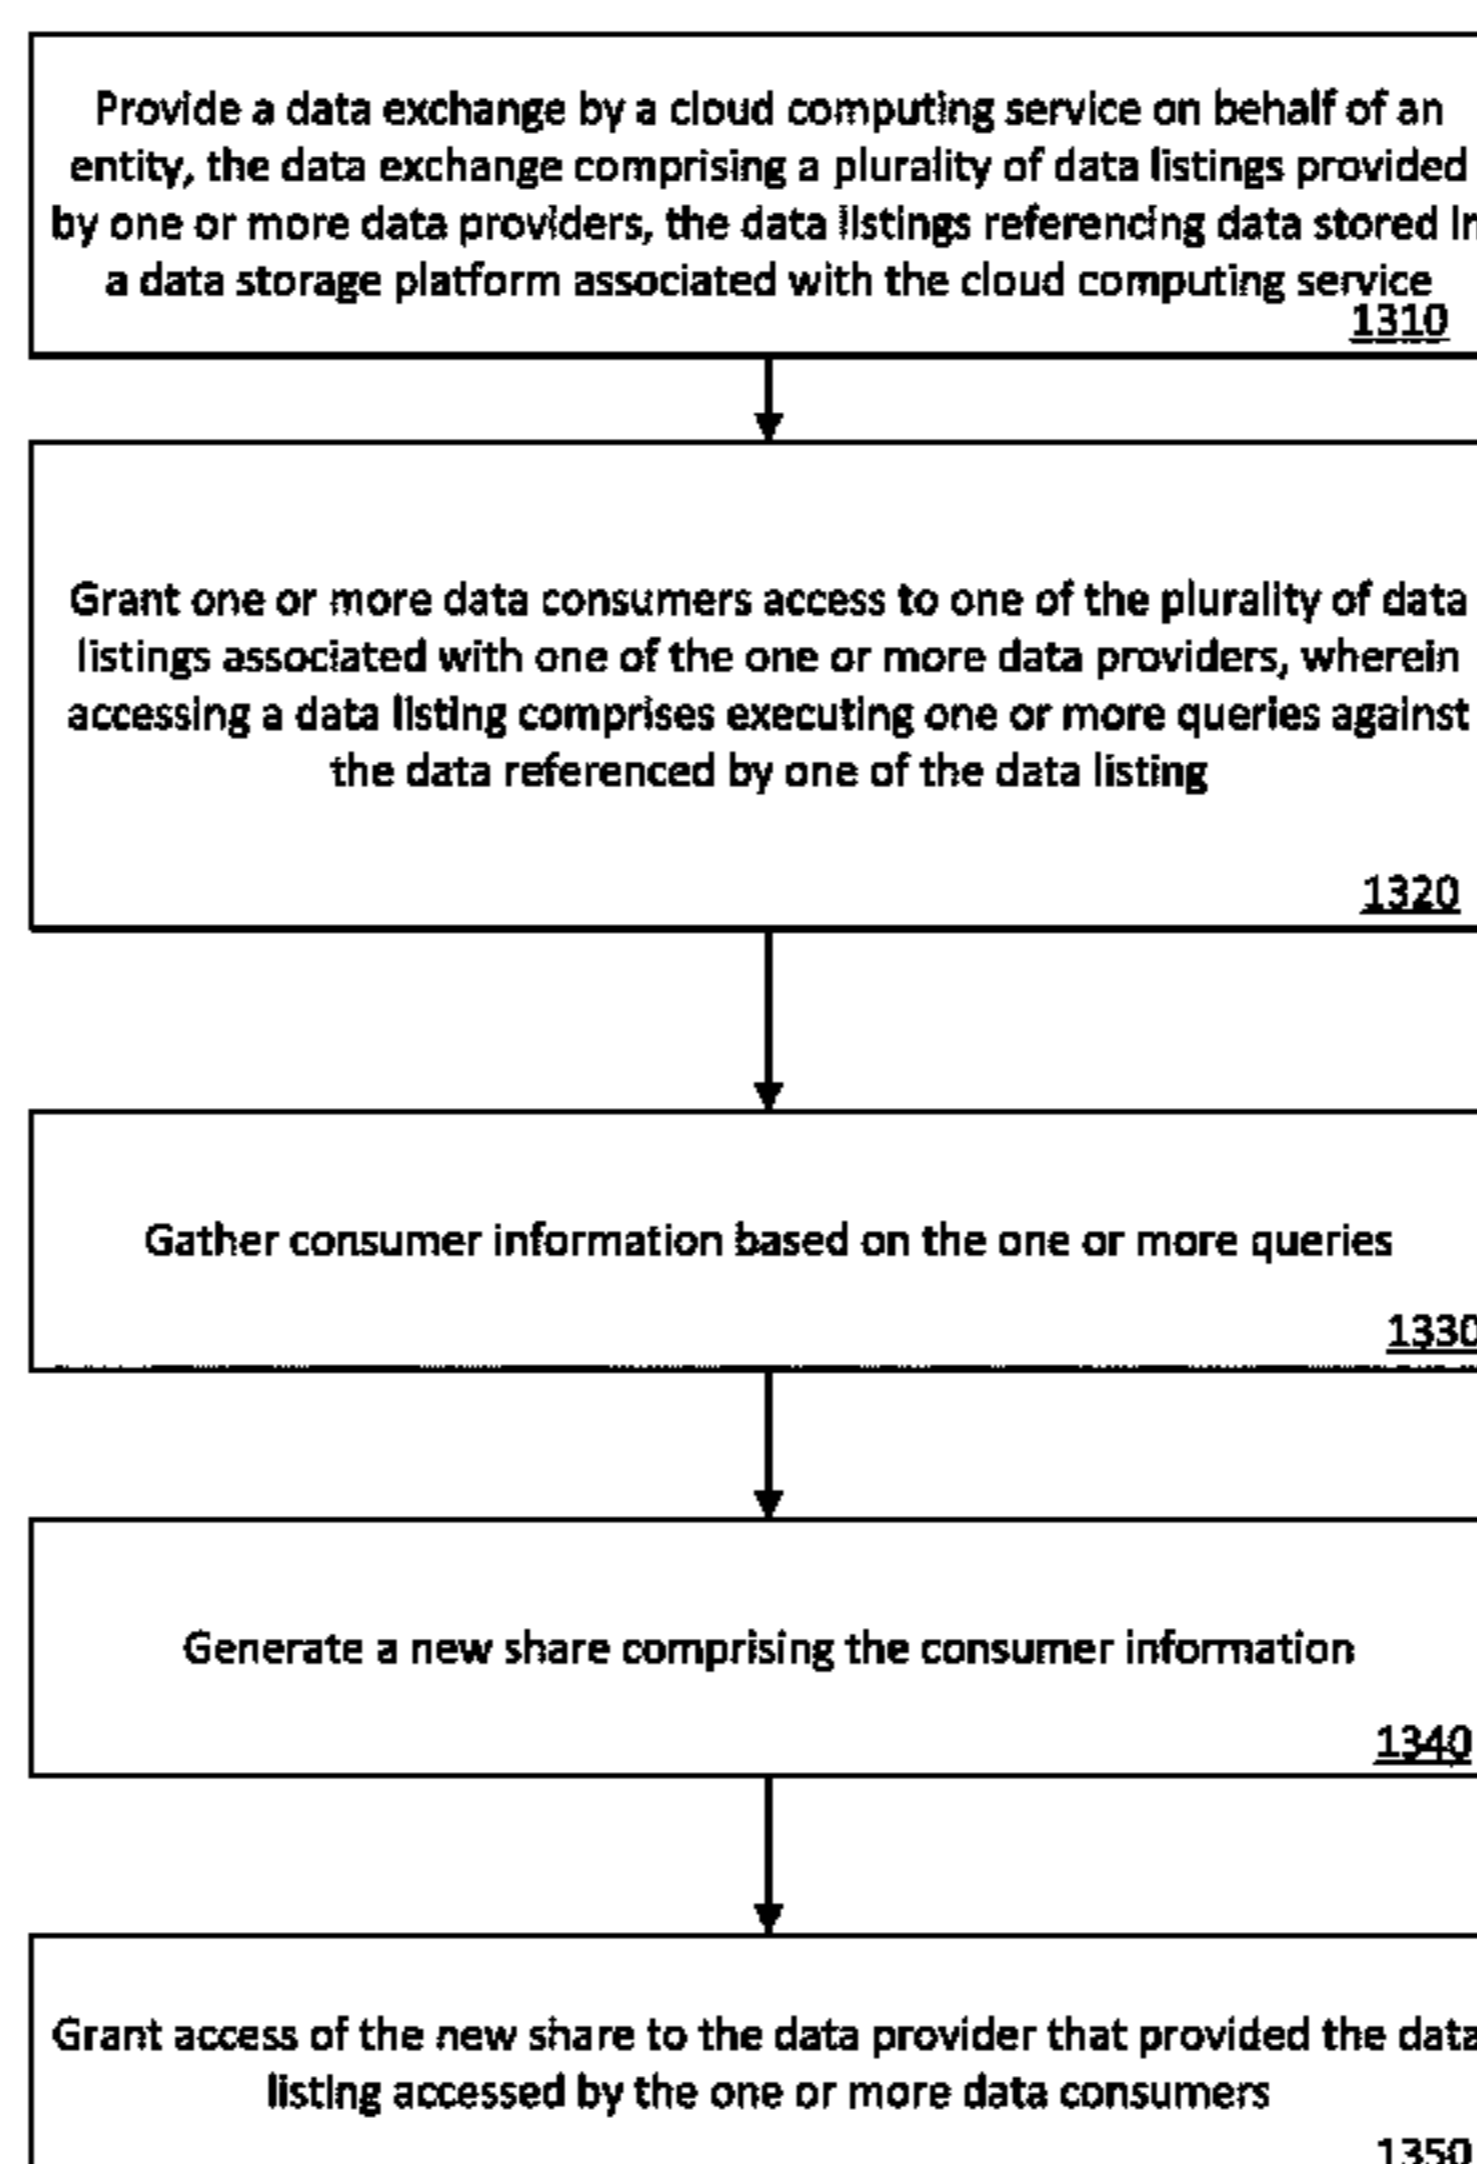 Provide a data exchange by a cloud computing service on behalf of an
entity, the data exchange comprising a plurality of data listings provided
by one or more data providers, the data listings referencing data stored in
a data storage platform associated with the cloud computing service
1310
Grant one or more data consumers access to one of the plurality of data
listings associated with one of the one or more data providers, wherein
accessing a data listing comprises executing one or more queries against
the data referenced by one of the data listing
1320
Gather consumer information based on the one or more queries
1330
Generate a new share comprising the consumer information
1340
Grant access of the new share to the data provider that provided the data
listing accessed by the one or more data consumers
1350